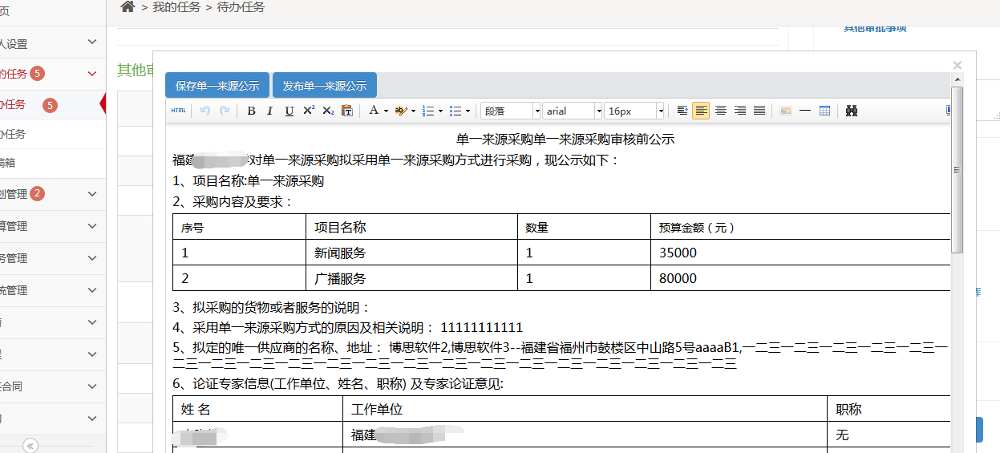 页 > 我的任务 > 待办任务
人设置
其他审批事项
的任务 5
其他审
×
保存单一来源公示 发布单一来源公示
办任务 5
HTML B I U X² X₂ A ab 段落 arial 16px
办任务
单一来源采购单一来源采购审核前公示
福建 对单一来源采购拟采用单一来源采购方式进行采购，现公示如下：
稿箱
1、项目名称:单一来源采购
划管理 2
2、采购内容及要求：
序号 项目名称 数量 预算金额（元）
算管理
1 新闻服务 1 35000
务管理
2 广播服务 1 80000
统管理
3、拟采购的货物或者服务的说明：
4、采用单一来源采购方式的原因及相关说明： 11111111111
5、拟定的唯一供应商的名称、地址： 博思软件2,博思软件3--福建省福州市鼓楼区中山路5号aaaaB1,一二三一二三一二三一二三一二三一
二三一二三一二三一二三一二三一二三一二三一二三一二三一二三一二三一二三一二三一二三一二三
6、论证专家信息(工作单位、姓名、职称) 及专家论证意见:
合同
姓 名 工作单位 职称
福建 无
«